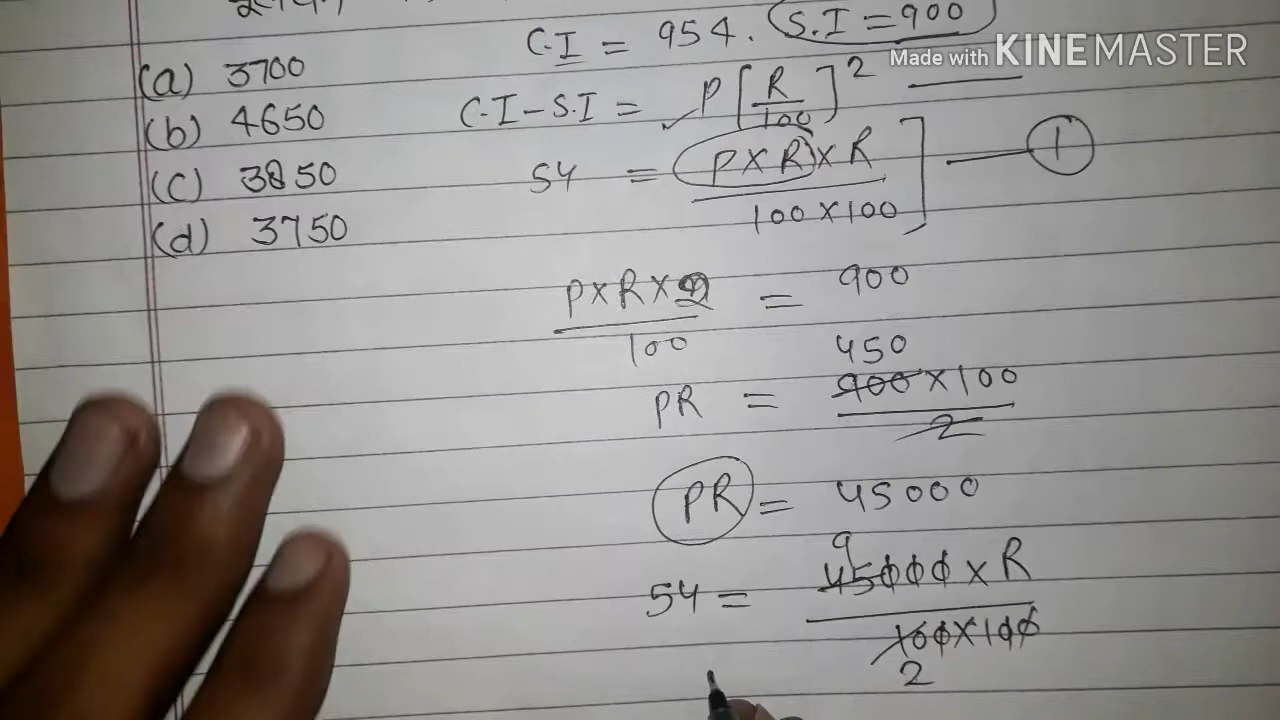 C.I = 954. S.I = 900
Made with KINEMASTER
(a) 3700
C.I - S.I = P [R/100]²
(b) 4650
54 = P×R×R / 100×100 ] — 1
(c) 3850
(d) 3750
P×R×2 / 100 = 900
450
PR = 900×100 / 2
PR = 45000
9
54 = 45000×R / 100×100
2